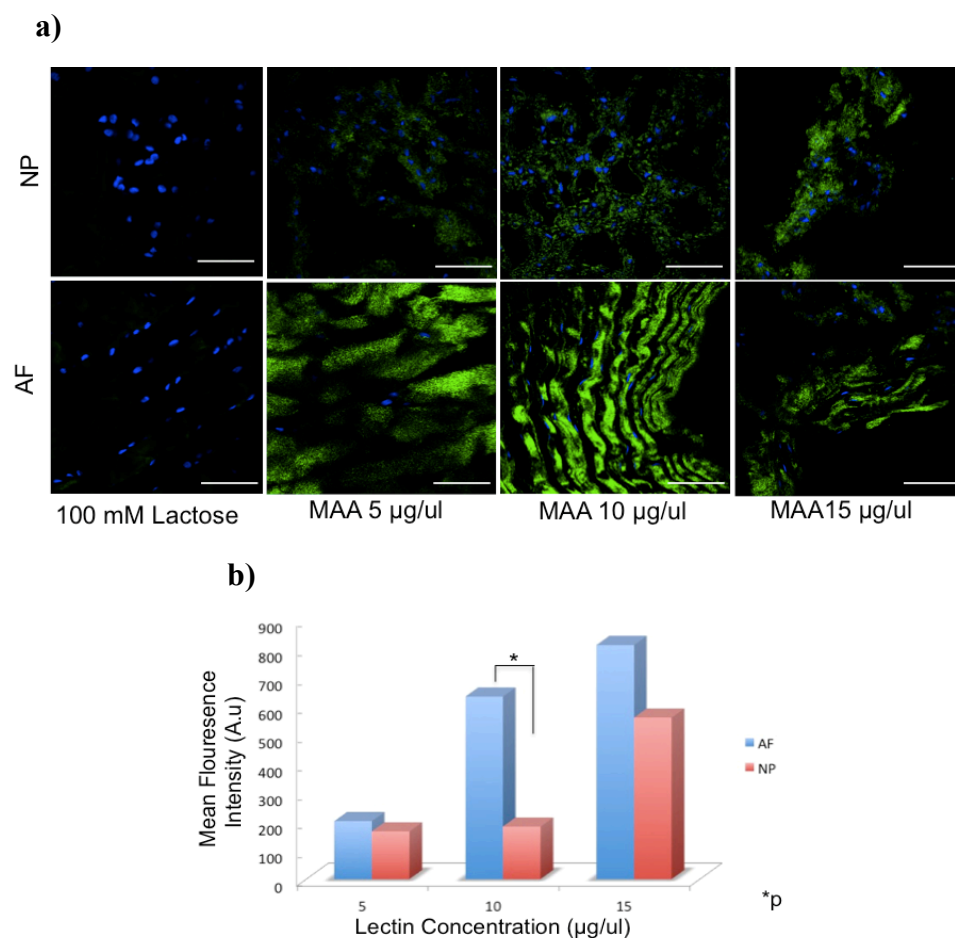 a)
NP
AF
100 mM Lactose
MAA 5 µg/ul
MAA 10 µg/ul
MAA15 µg/ul
b)
Mean Flouresence
Intensity (A.u)
900
800
700
600
500
400
300
200
100
0
*
AF
NP
5
10
15
Lectin Concentration (µg/ul)
*p